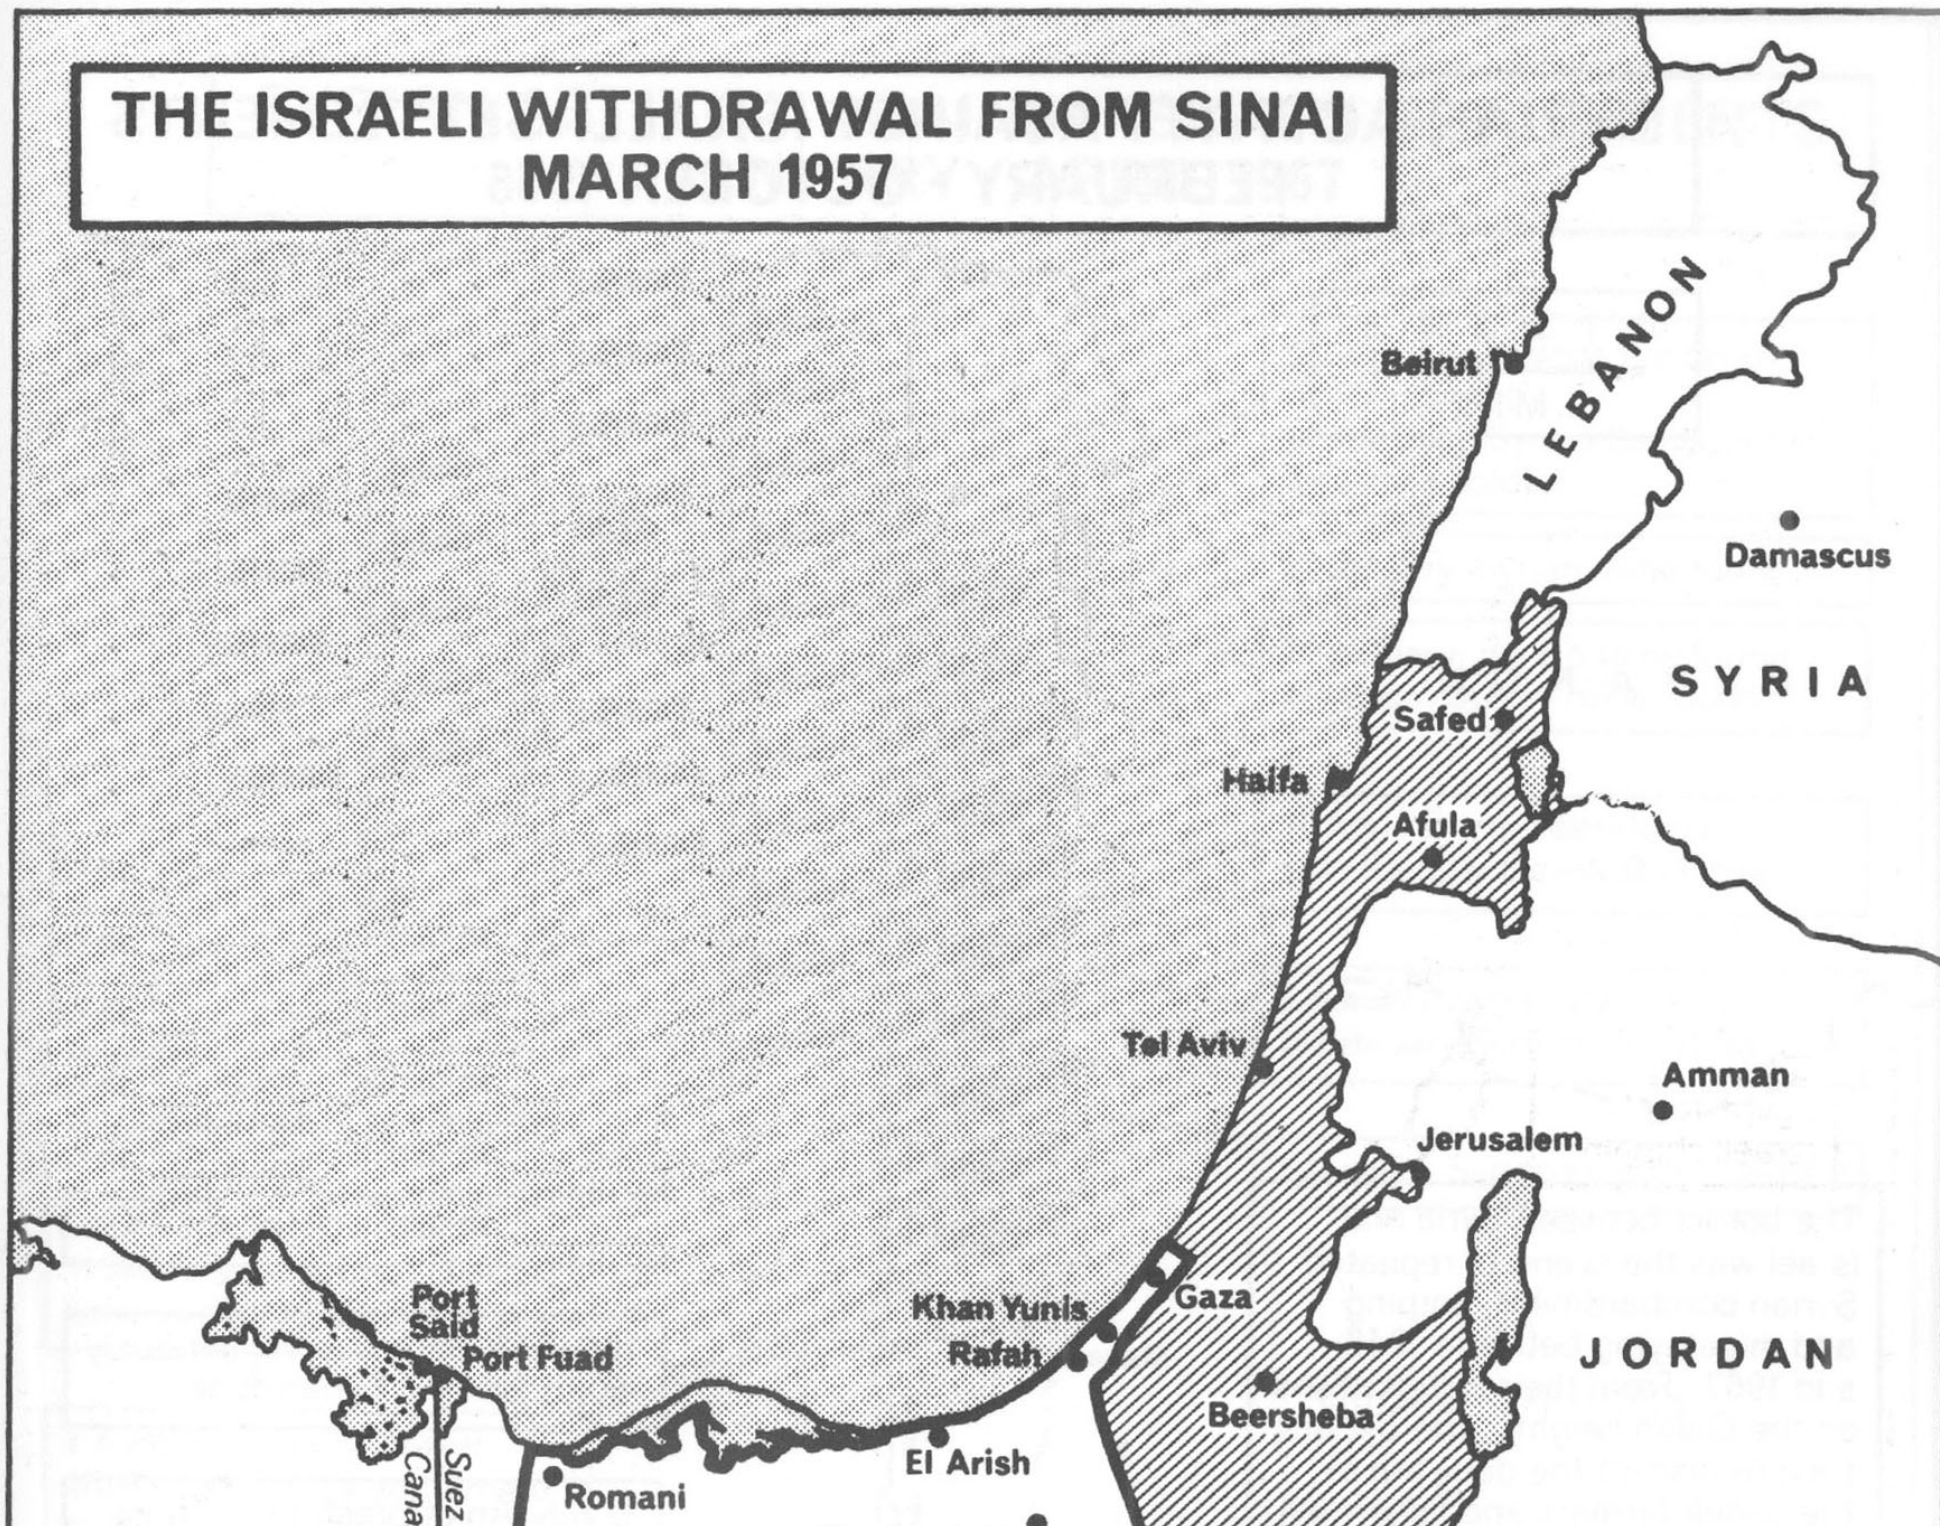 THE ISRAELI WITHDRAWAL FROM SINAI
MARCH 1957
LEBANON
Beirut
Damascus
SYRIA
Safed
Haifa
Afula
Tel Aviv
Amman
Jerusalem
Gaza
Khan Yunis
Rafah
Port
Said
Port Fuad
JORDAN
Beersheba
El Arish
Romani
Suez